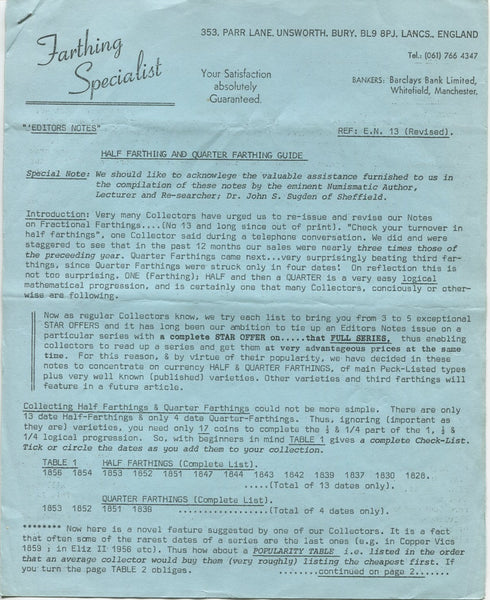 Farthing
Specialist
353, PARR LANE, UNSWORTH, BURY, BL9 8PJ, LANCS., ENGLAND
Tel.: (061) 766 4347
Your Satisfaction
absolutely
Guaranteed.
BANKERS: Barclays Bank Limited,
Whitefield, Manchester.
"'EDITORS NOTES"
REF: E.N. 13 (Revised).
HALF FARTHING AND QUARTER FARTHING GUIDE
Special Note: We should like to acknowlege the valuable assistance furnished to us in
the compilation of these notes by the eminent Numismatic Author,
Lecturer and Re-searcher; Dr. John S. Sugden of Sheffield.
Introduction: Very many Collectors have urged us to re-issue and revise our Notes
on Fractional Farthings....(No 13 and long since out of print). "Check your turnover in
half farthings", one Collector said during a telephone conversation. We did and were
staggered to see that in the past 12 months our sales were nearly three times those of
the preceeding year. Quarter Farthings came next...very surprisingly beating third far-
things, since Quarter Farthings were struck only in four dates! On reflection this is
not too surprising, ONE (Farthing); HALF and then a QUARTER is a very easy logical
mathematical progression, and is certainly one that many Collectors, conciously or other-
wise are following.
Now as regular Collectors know, we try each list to bring you from 3 to 5 exceptional
STAR OFFERS and it has long been our ambition to tie up an Editors Notes issue on a
particular series with a complete STAR OFFER on.....that FULL SERIES, thus enabling
collectors to read up a series and get them at very advantageous prices at the same
time. For this reason, & by virtue of their popularity, we have decided in these
notes to concentrate on currency HALF & QUARTER FARTHINGS, of main Peck-Listed types
plus very well known (published) varieties. Other varieties and third farthings will
feature in a future article.
Collecting Half Farthings & Quarter Farthings could not be more simple. There are only
13 date Half-Farthings & only 4 date Quarter-Farthings. Thus, ignoring (important as
they are) varieties, you need only 17 coins to complete the ½ & 1/4 part of the 1, ½ &
1/4 logical progression. So, with beginners in mind TABLE 1 gives a complete Check-List.
Tick or circle the dates as you add them to your collection.
TABLE 1 HALF FARTHINGS (Complete List).
1856 1854 1853 1852 1851 1847 1844 1843 1842 1839 1837 1830 1828.
.....(Total of 13 dates only).
QUARTER FARTHINGS (Complete List).
1853 1852 1851 1839 ....................(Total of 4 dates only).
******** Now here is a novel feature suggested by one of our Collectors. It is a fact
that often some of the rarest dates of a series are the last ones (e.g. in Copper Vics
1859 ; in Eliz II 1956 etc). Thus how about a POPULARITY TABLE i.e. listed in the order
that an average collector would buy them (very roughly) listing the cheapest first. If
you turn the page TABLE 2 obliges. ........continued on page 2.......